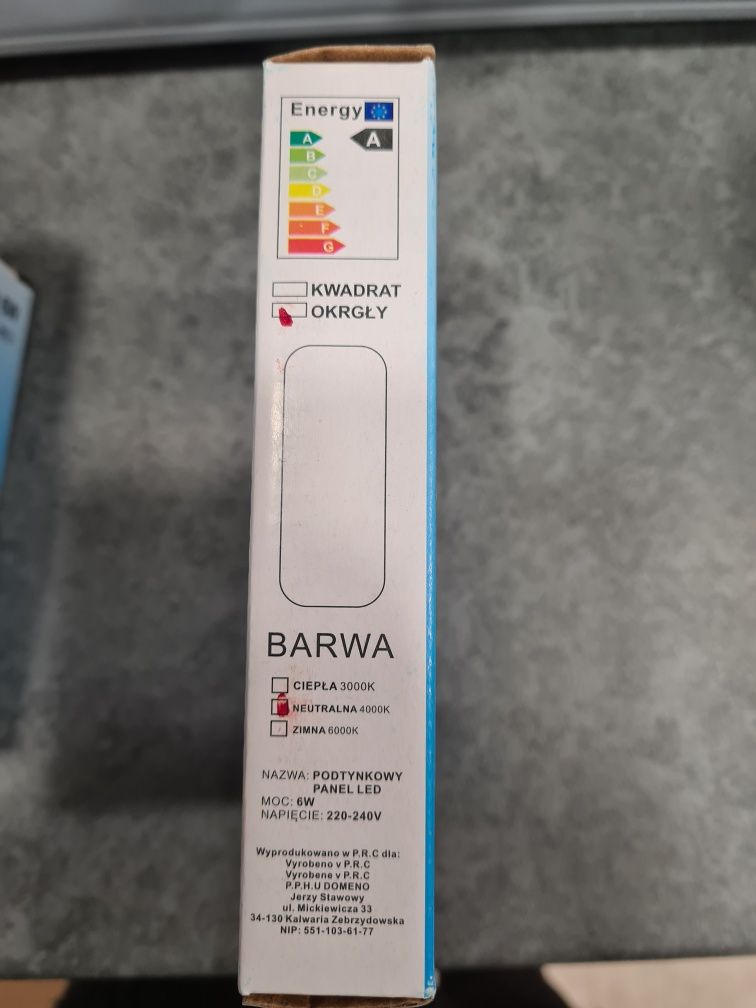 Energy
A
A
B
C
D
E
F
G
KWADRAT
OKRGŁY
BARWA
CIEPŁA 3000K
NEUTRALNA 4000K
ZIMNA 6000K
NAZWA: PODTYNKOWY
PANEL LED
MOC: 6W
NAPIĘCIE: 220-240V
Wyprodukowano w P.R.C dla:
Vyrobeno v P.R.C
Vyrobene v P.R.C
P.P.H.U DOMENO
Jerzy Stawowy
ul. Mickiewicza 33
34-130 Kalwaria Zebrzydowska
NIP: 551-103-61-77